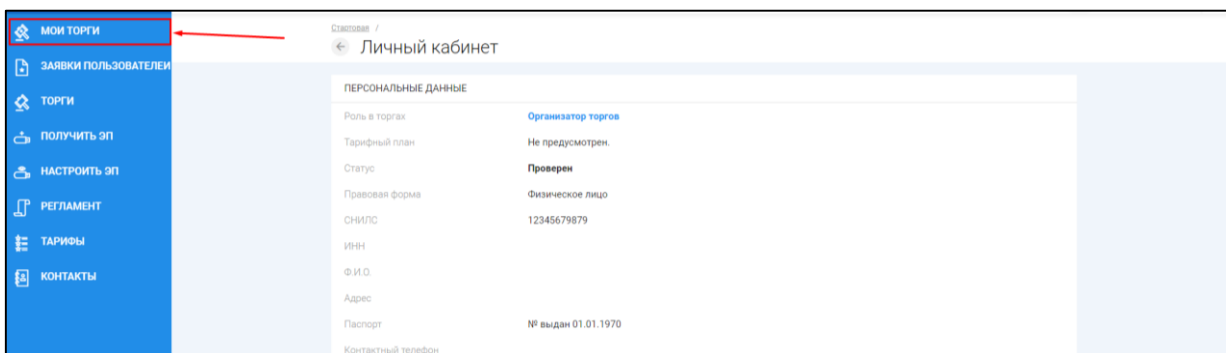 МОИ ТОРГИ
ЗАЯВКИ ПОЛЬЗОВАТЕЛЕЙ
ТОРГИ
ПОЛУЧИТЬ ЭП
НАСТРОИТЬ ЭП
РЕГЛАМЕНТ
ТАРИФЫ
КОНТАКТЫ
Стартовая /
Личный кабинет
ПЕРСОНАЛЬНЫЕ ДАННЫЕ
Роль в торгах Организатор торгов
Тарифный план Не предусмотрен.
Статус Проверен
Правовая форма Физическое лицо
СНИЛС 12345679879
ИНН
Ф.И.О.
Адрес
Паспорт № выдан 01.01.1970
Контактный телефон